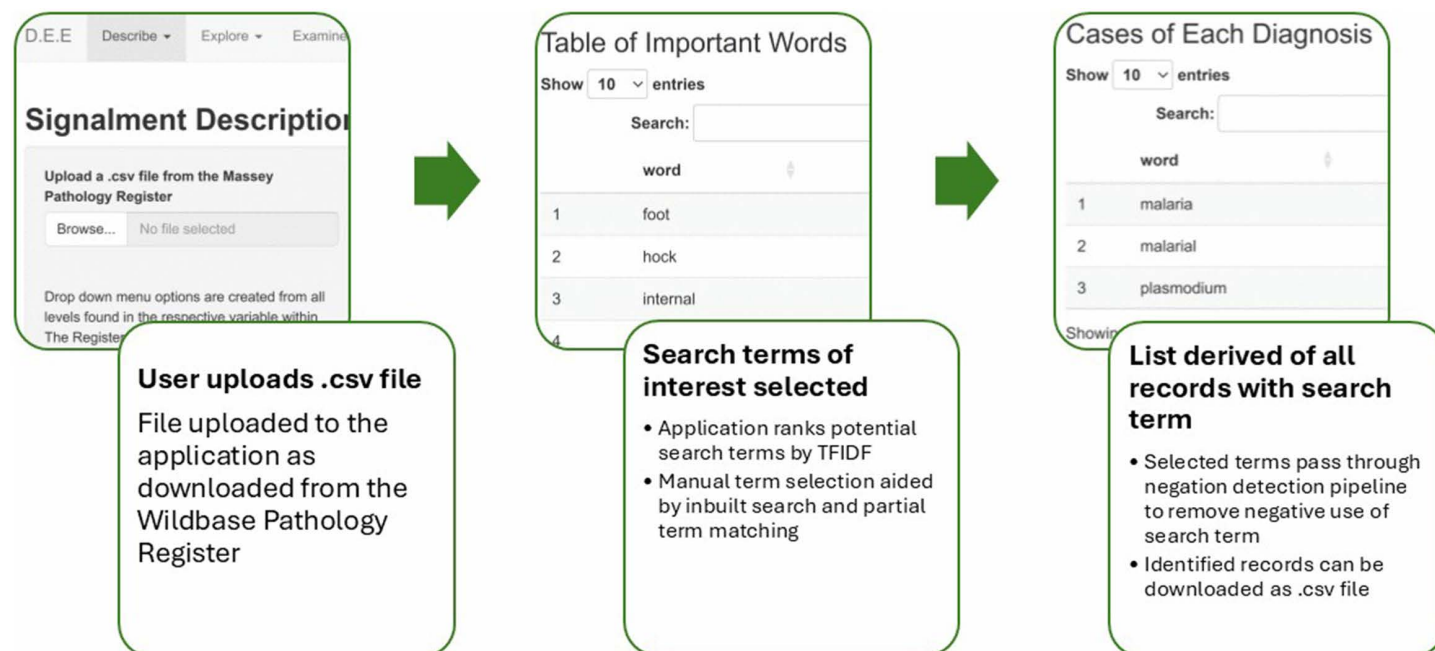 D.E.E Describe Explore Examine
Signalment Description
Upload a .csv file from the Massey
Pathology Register
Browse... No file selected
Drop down menu options are created from all
levels found in the respective variable within
The Register
User uploads .csv file
File uploaded to the
application as
downloaded from the
Wildbase Pathology
Register
Table of Important Words
Show 10 entries
Search:
word
1 foot
2 hock
3 internal
4
Search terms of
interest selected
• Application ranks potential
search terms by TFIDF
• Manual term selection aided
by inbuilt search and partial
term matching
Cases of Each Diagnosis
Show 10 entries
Search:
word
1 malaria
2 malarial
3 plasmodium
Showin
List derived of all
records with search
term
• Selected terms pass through
negation detection pipeline
to remove negative use of
search term
• Identified records can be
downloaded as .csv file